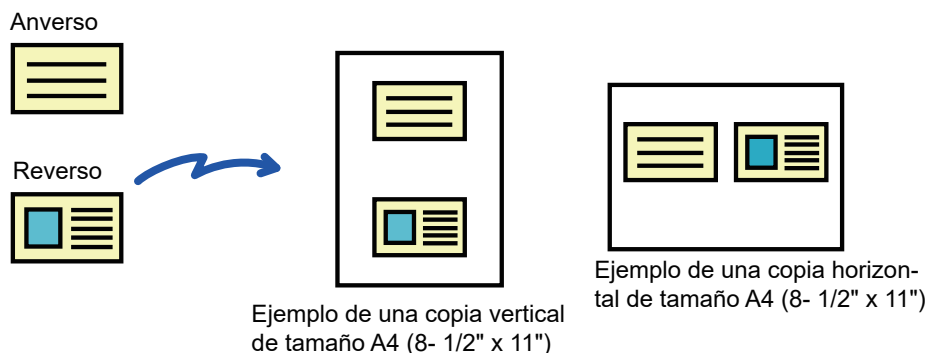 Anverso
Reverso
Ejemplo de una copia vertical
de tamaño A4 (8- 1/2" x 11")
Ejemplo de una copia horizon-
tal de tamaño A4 (8- 1/2" x 11")